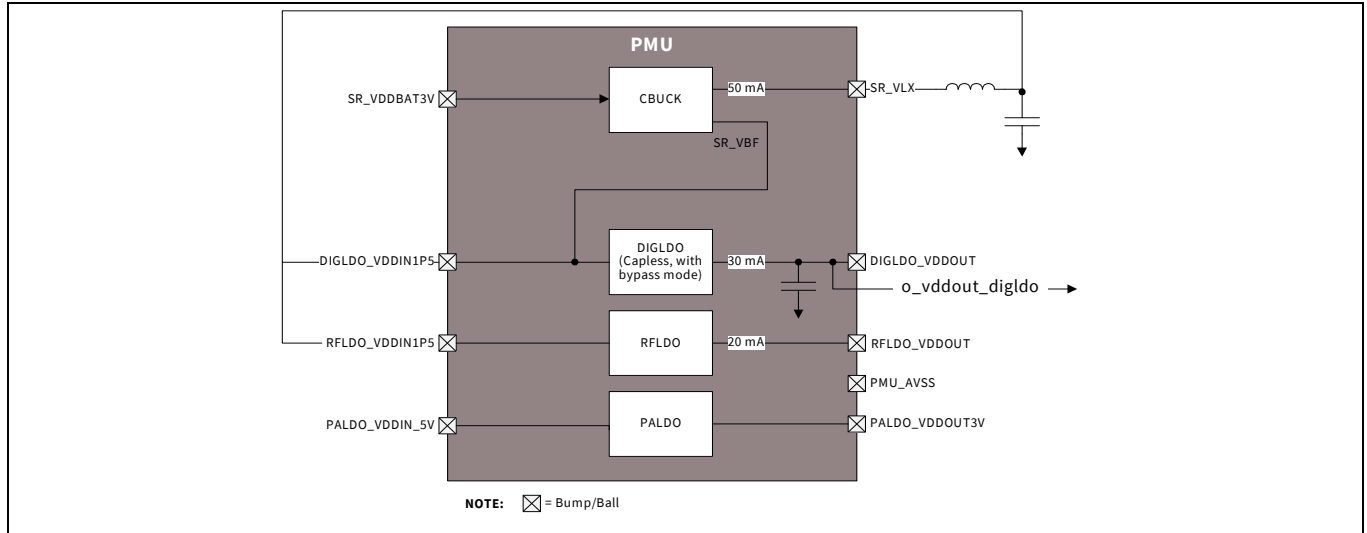 PMU
SR_VDDBAT3V
CBUCK
50 mA
SR_VLX
SR_VBF
DIGLDO_VDDIN1P5
DIGLDO
(Capless, with
bypass mode)
30 mA
DIGLDO_VDDOUT
o_vddout_digldo
RFLDO_VDDIN1P5
RFLDO
20 mA
RFLDO_VDDOUT
PMU_AVSS
PALDO_VDDIN_5V
PALDO
PALDO_VDDOUT3V
NOTE: = Bump/Ball